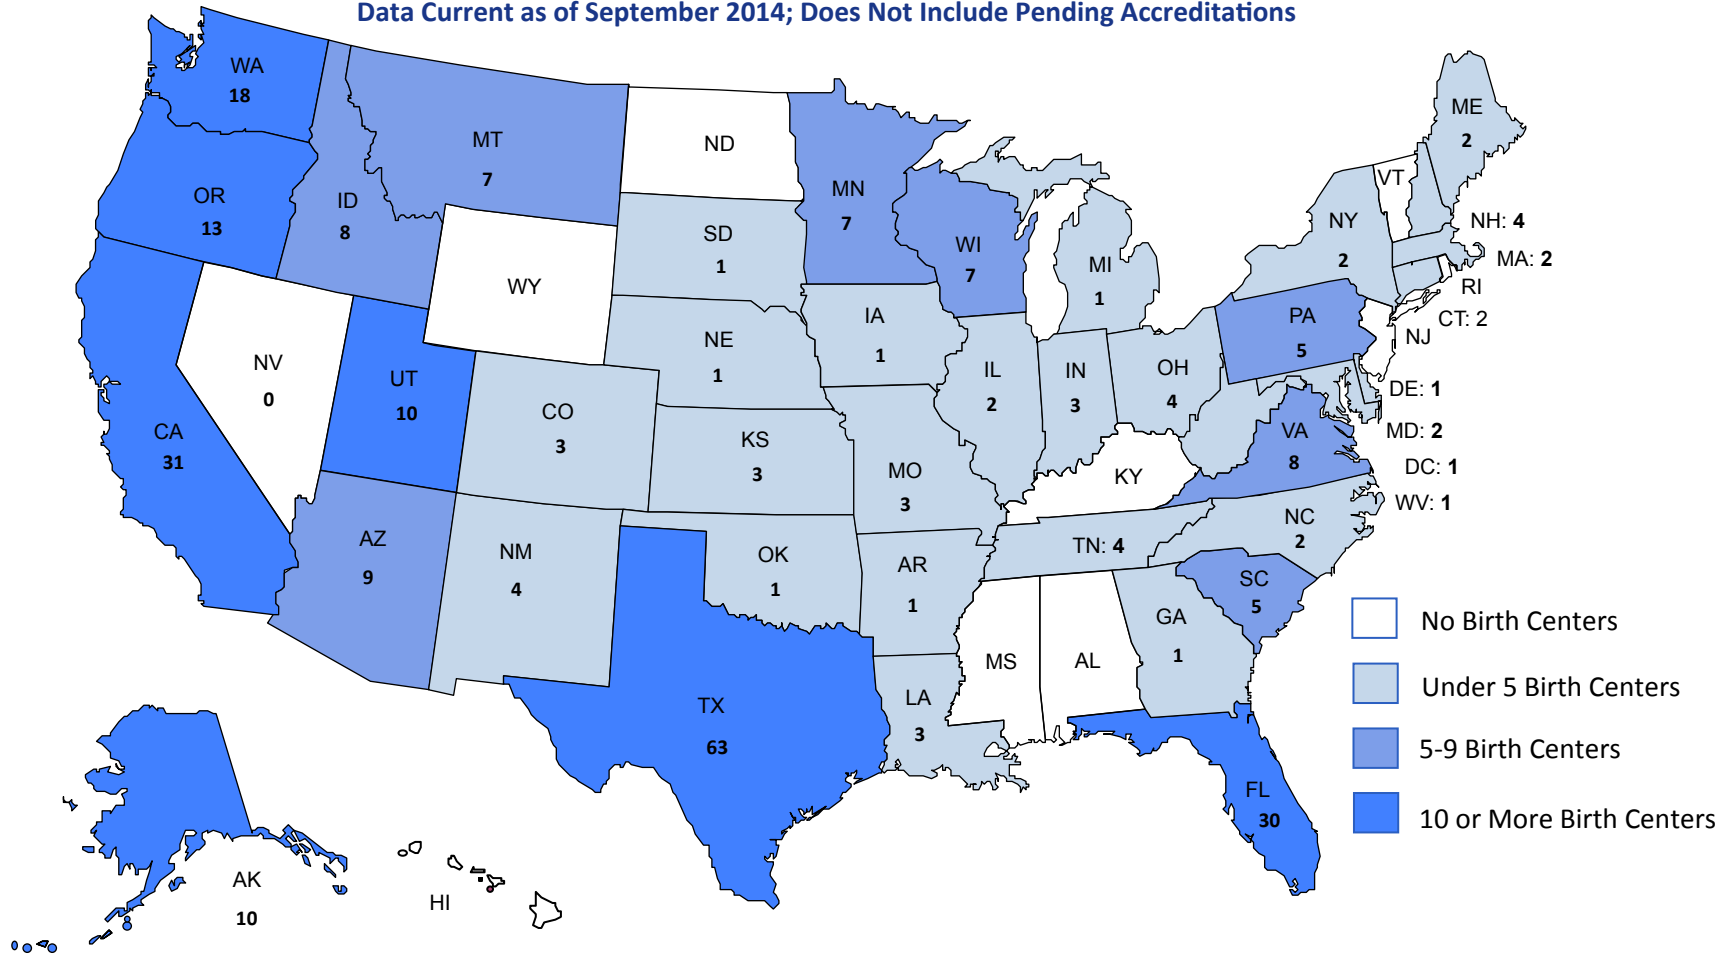 Data Current as of September 2014; Does Not Include Pending Accreditations
WA
18
OR
13
CA
31
NV
0
ID
8
MT
7
WY
UT
10
AZ
9
CO
3
NM
4
ND
SD
1
NE
1
KS
3
OK
1
TX
63
MN
7
IA
1
MO
3
AR
1
LA
3
WI
7
IL
2
MI
1
IN
3
OH
4
KY
TN: 4
MS
AL
GA
1
FL
30
SC
5
NC
2
VA
8
PA
5
NY
2
VT
ME
2
NH: 4
MA: 2
RI
CT: 2
NJ
DE: 1
MD: 2
DC: 1
WV: 1
AK
10
HI
No Birth Centers
Under 5 Birth Centers
5-9 Birth Centers
10 or More Birth Centers